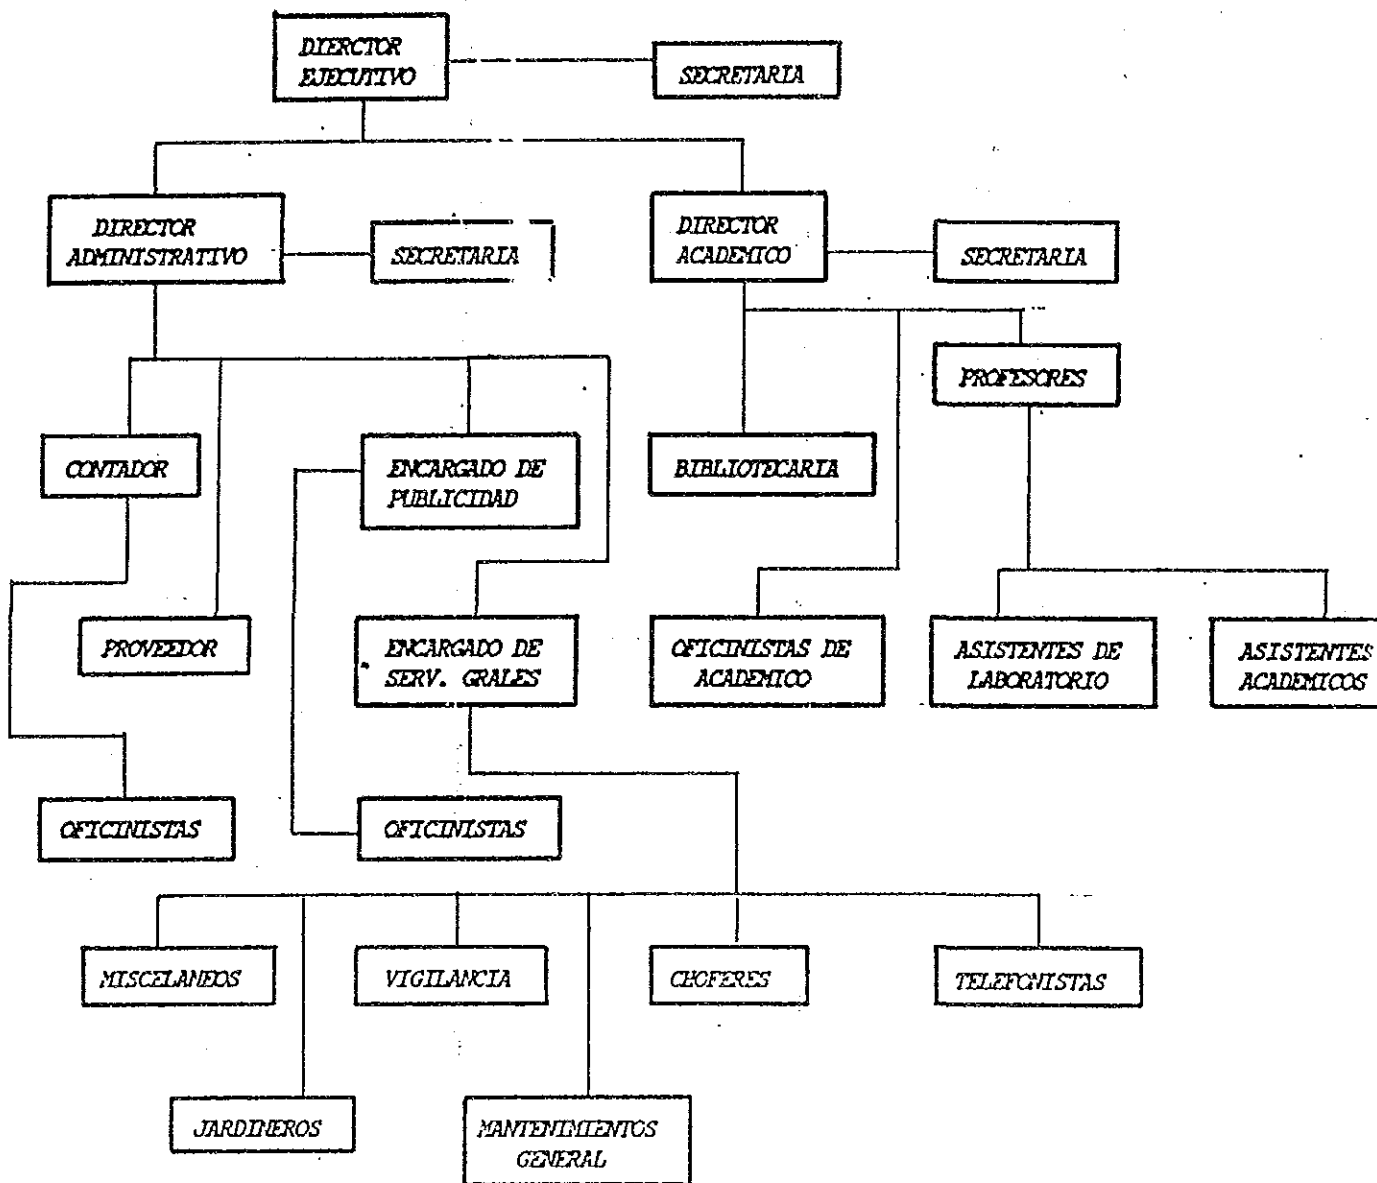 DIERCTOR
EJECUTIVO
SECRETARIA
DIRECTOR
ADMINISTRATIVO
SECRETARIA
DIRECTOR
ACADEMICO
SECRETARIA
PROFESORES
CONTADOR
ENCARGADO DE
PUBLICIDAD
BIBLIOTECARIA
PROVEEDOR
ENCARGADO DE
SERV. GRALES
OFICINISTAS DE
ACADEMICO
ASISTENTES DE
LABORATORIO
ASISTENTES
ACADEMICOS
OFICINISTAS
OFICINISTAS
MISCELANEOS
VIGILANCIA
CHOFERES
TELEFONISTAS
JARDINEROS
MANTENIMIENTOS
GENERAL